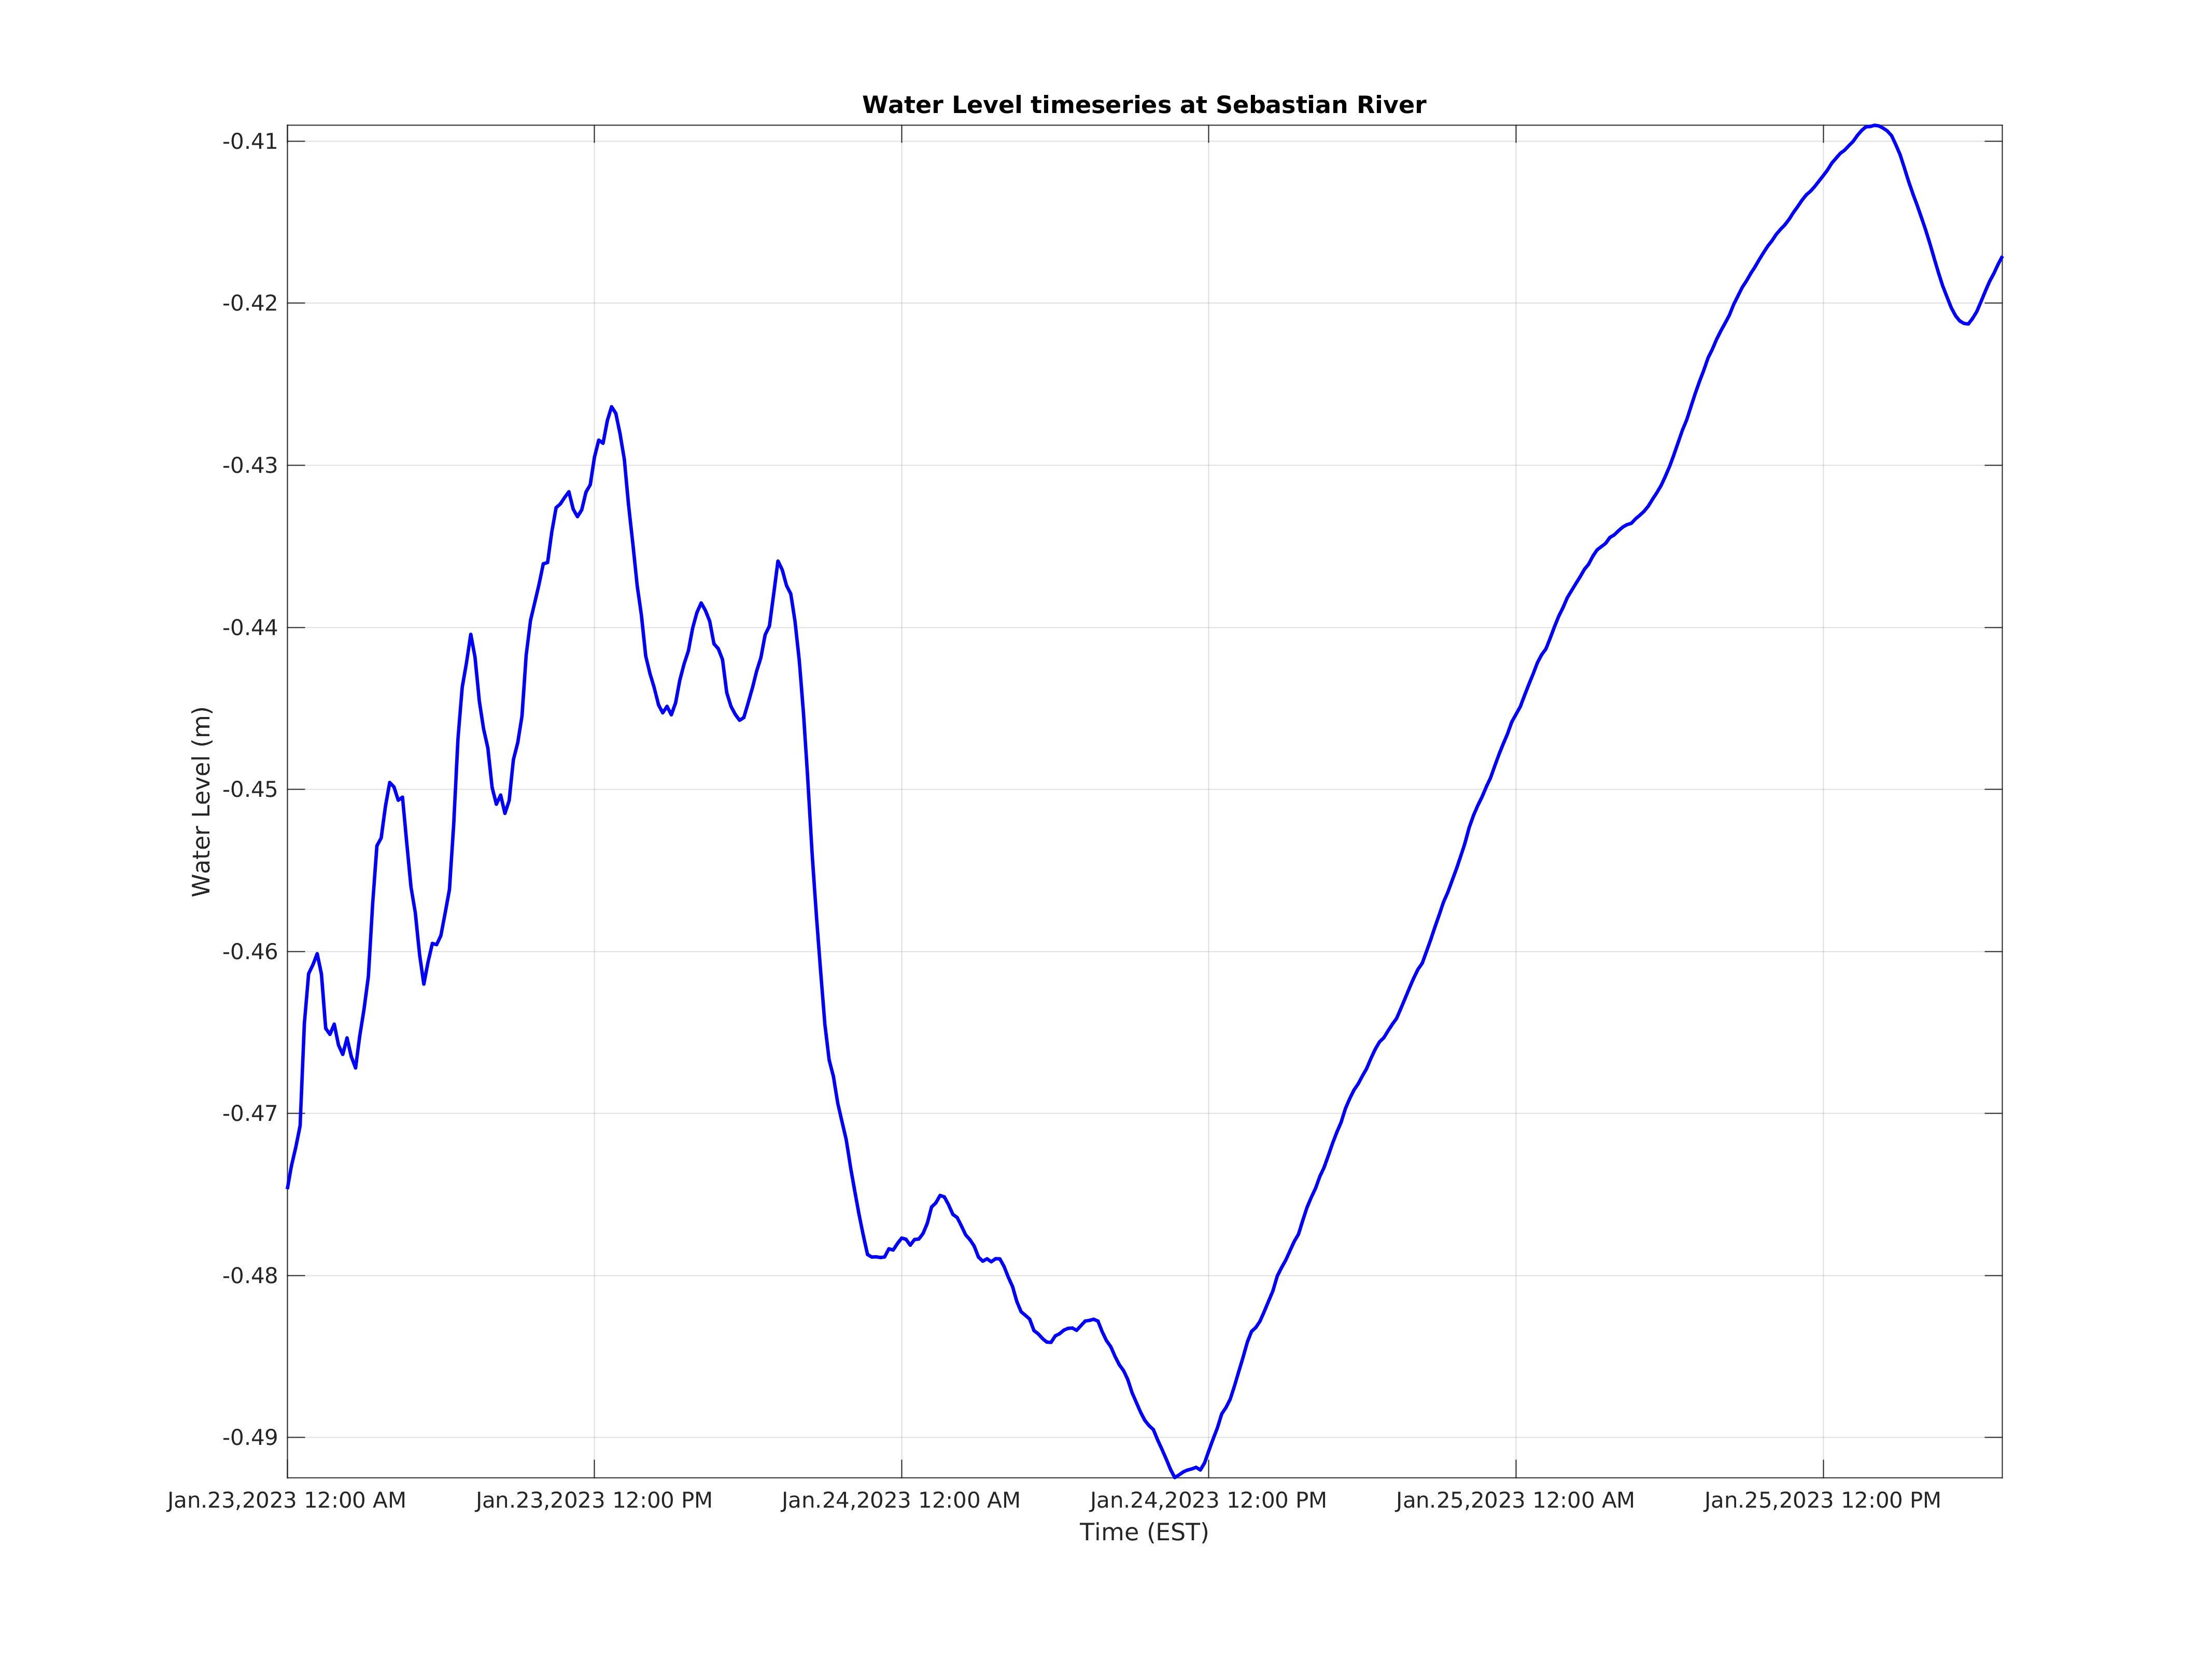 Water Level timeseries at Sebastian River
-0.41
-0.42
-0.43
-0.44
-0.45
-0.46
-0.47
-0.48
-0.49
Water Level (m)
Jan.23,2023 12:00 AM Jan.23,2023 12:00 PM Jan.24,2023 12:00 AM Jan.24,2023 12:00 PM Jan.25,2023 12:00 AM Jan.25,2023 12:00 PM
Time (EST)